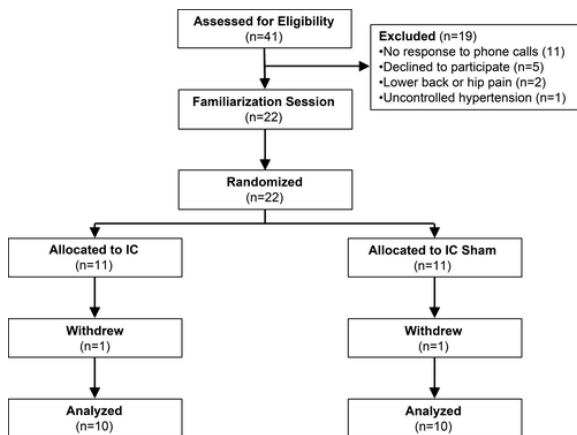 Assessed for Eligibility
(n=41)
Excluded (n=19)
•No response to phone calls (11)
•Declined to participate (n=5)
•Lower back or hip pain (n=2)
•Uncontrolled hypertension (n=1)
Familiarization Session
(n=22)
Randomized
(n=22)
Allocated to IC
(n=11)
Allocated to IC Sham
(n=11)
Withdrew
(n=1)
Withdrew
(n=1)
Analyzed
(n=10)
Analyzed
(n=10)